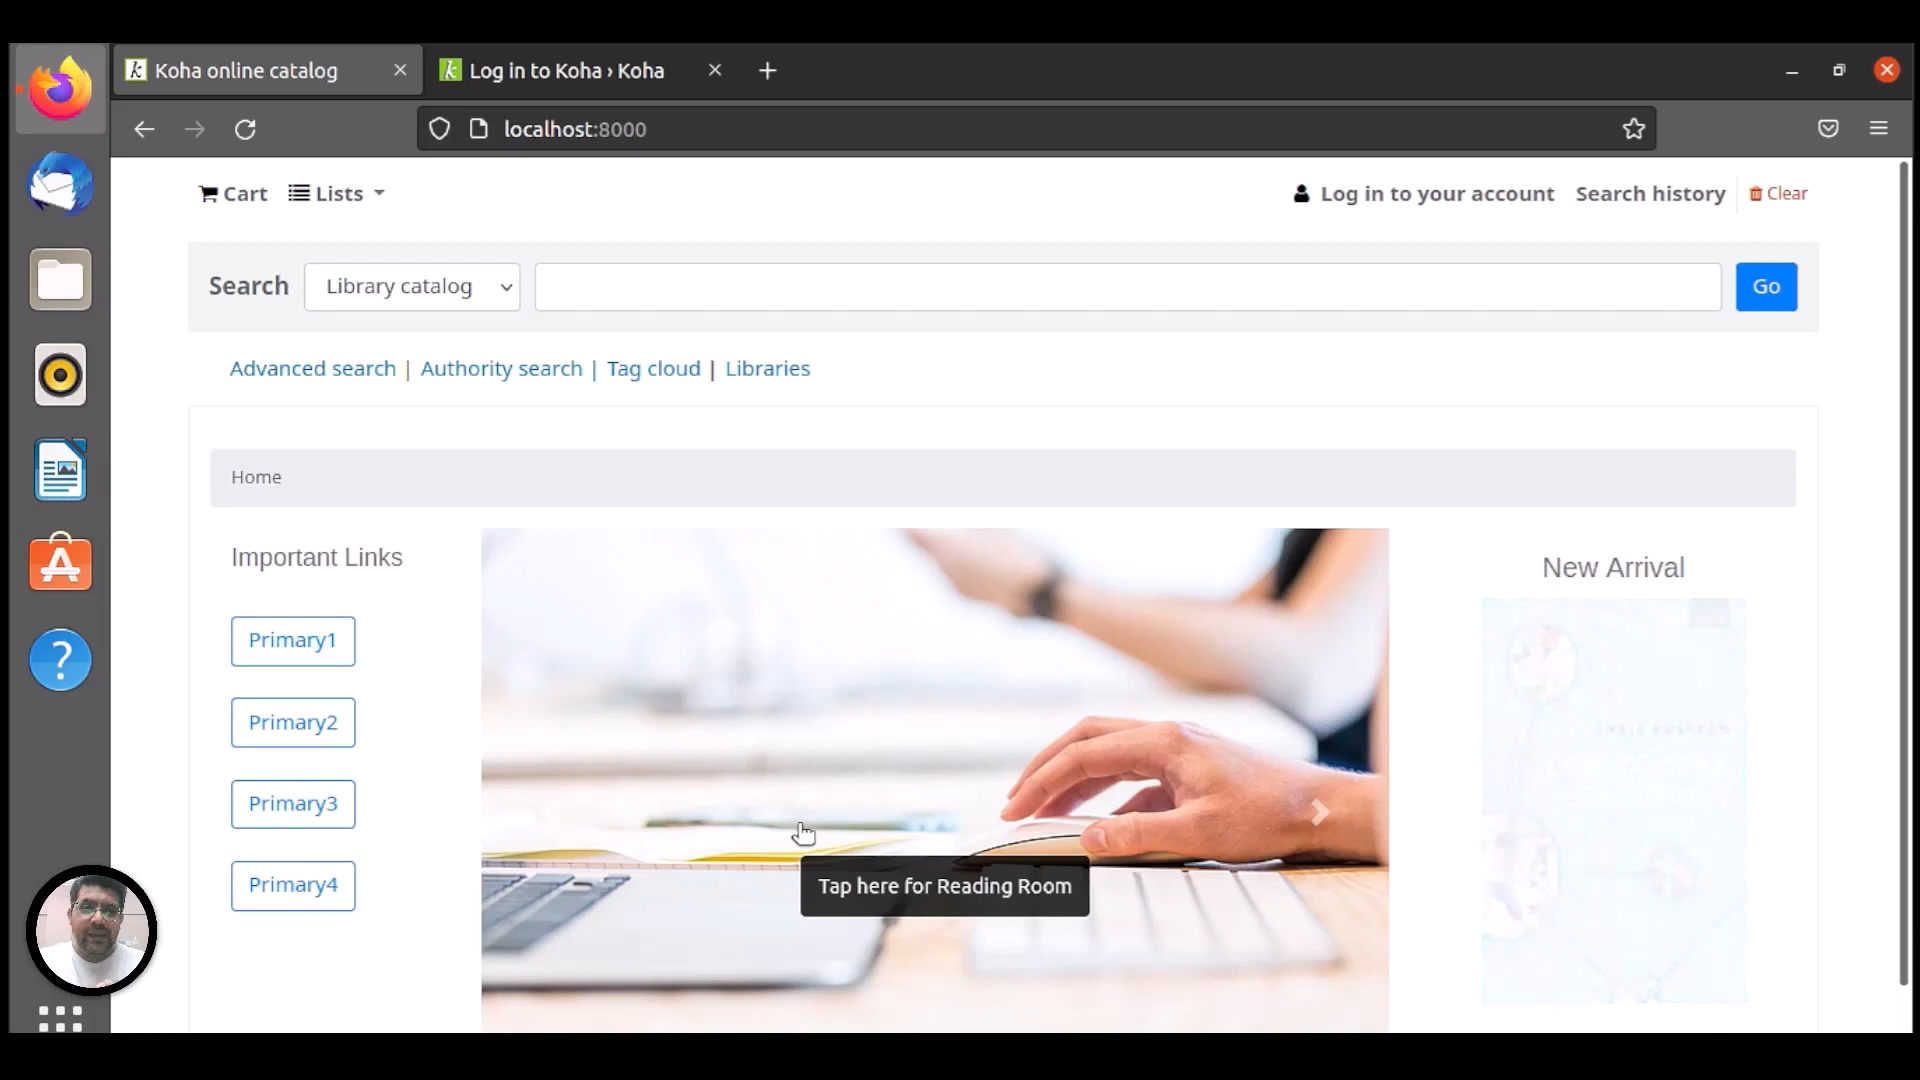 Koha online catalog
Log in to Koha › Koha
localhost:8000
Cart Lists
Log in to your account Search history Clear
Search Library catalog Go
Advanced search | Authority search | Tag cloud | Libraries
Home
Important Links
New Arrival
Primary1
Primary2
Primary3
Primary4
Tap here for Reading Room